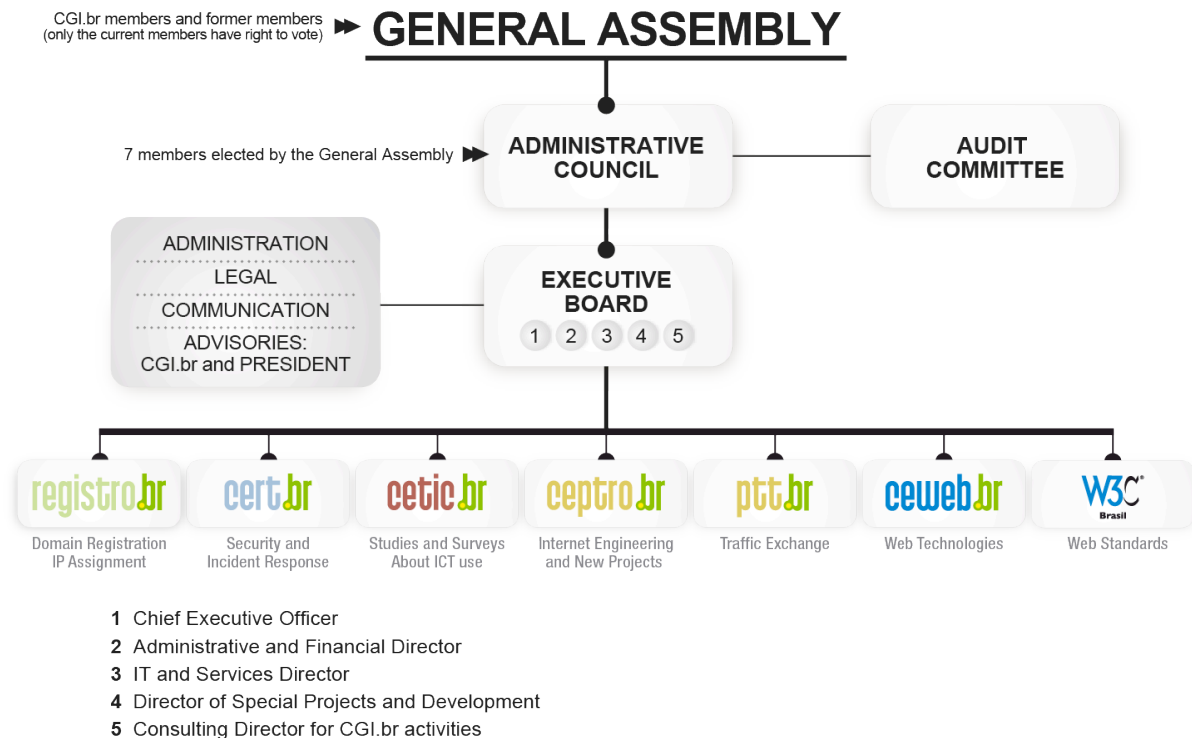 CGI.br members and former members
(only the current members have right to vote)
GENERAL ASSEMBLY
7 members elected by the General Assembly
ADMINISTRATIVE
COUNCIL
AUDIT
COMMITTEE
ADMINISTRATION
LEGAL
COMMUNICATION
ADVISORIES:
CGI.br and PRESIDENT
EXECUTIVE
BOARD
1 2 3 4 5
registro.br
cert.br
cetic.br
ceptro.br
ptt.br
ceweb.br
W3C®
Brasil
Domain Registration
IP Assignment
Security and
Incident Response
Studies and Surveys
About ICT use
Internet Engineering
and New Projects
Traffic Exchange
Web Technologies
Web Standards
1 Chief Executive Officer
2 Administrative and Financial Director
3 IT and Services Director
4 Director of Special Projects and Development
5 Consulting Director for CGI.br activities